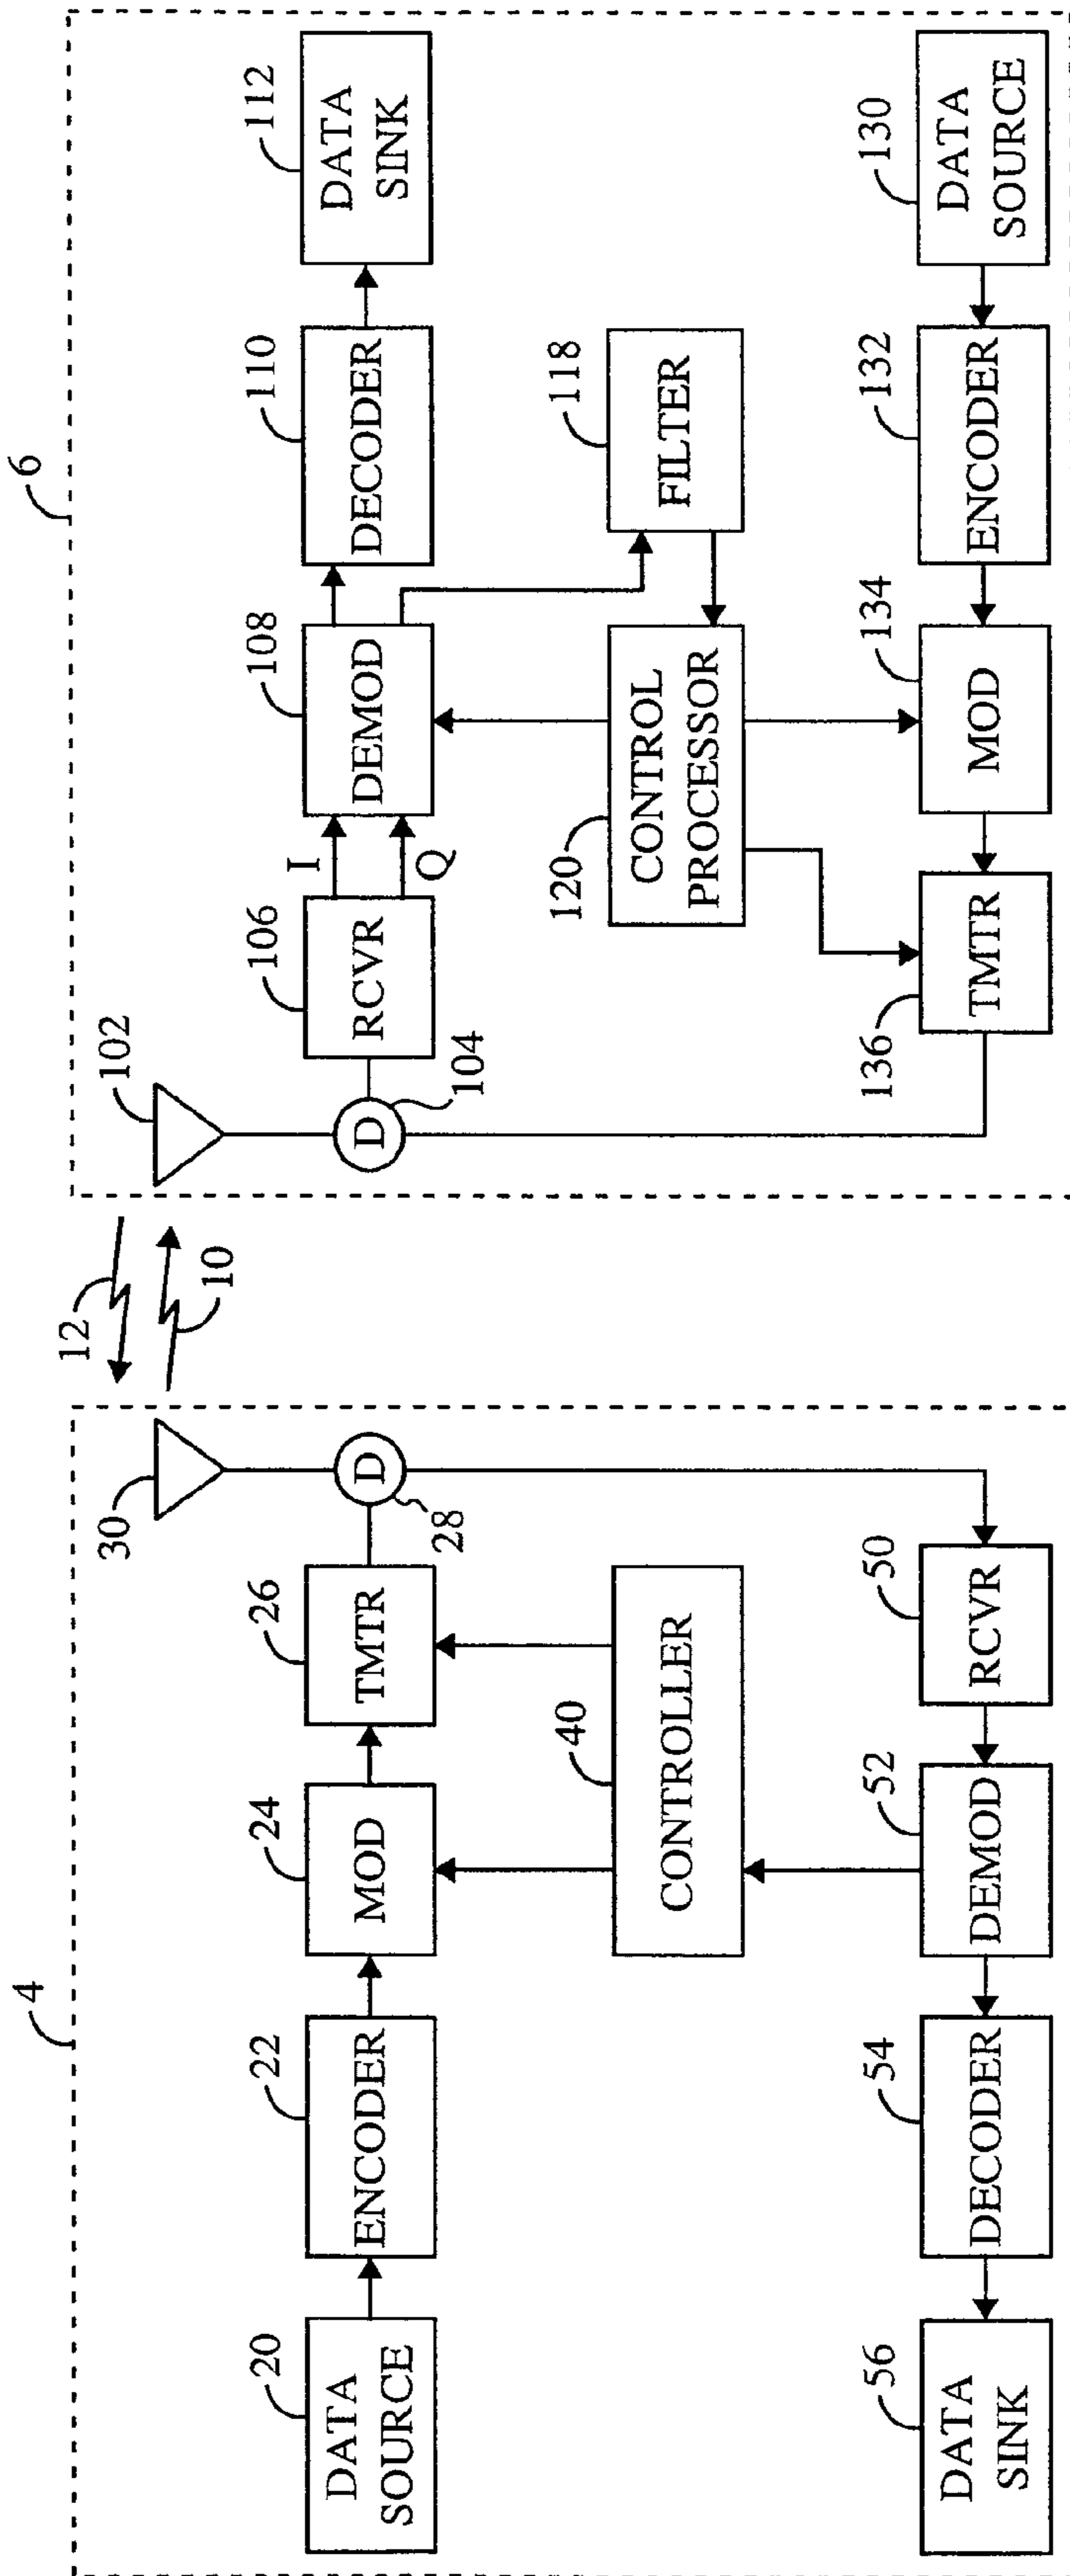 4
20
DATA
SOURCE
22
ENCODER
24
MOD
26
TMTR
28
D
30
40
CONTROLLER
50
RCVR
52
DEMOD
54
DECODER
56
DATA
SINK
12
10
6
102
D
104
106
RCVR
I
Q
108
DEMOD
110
DECODER
112
DATA
SINK
118
FILTER
120
CONTROL
PROCESSOR
130
DATA
SOURCE
132
ENCODER
134
MOD
136
TMTR